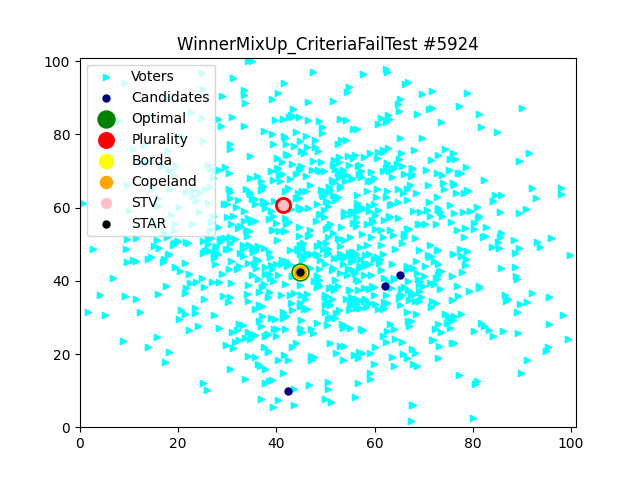 WinnerMixUp_CriteriaFailTest #5924
Voters
Candidates
Optimal
Plurality
Borda
Copeland
STV
STAR
100
80
60
40
20
0
0 20 40 60 80 100